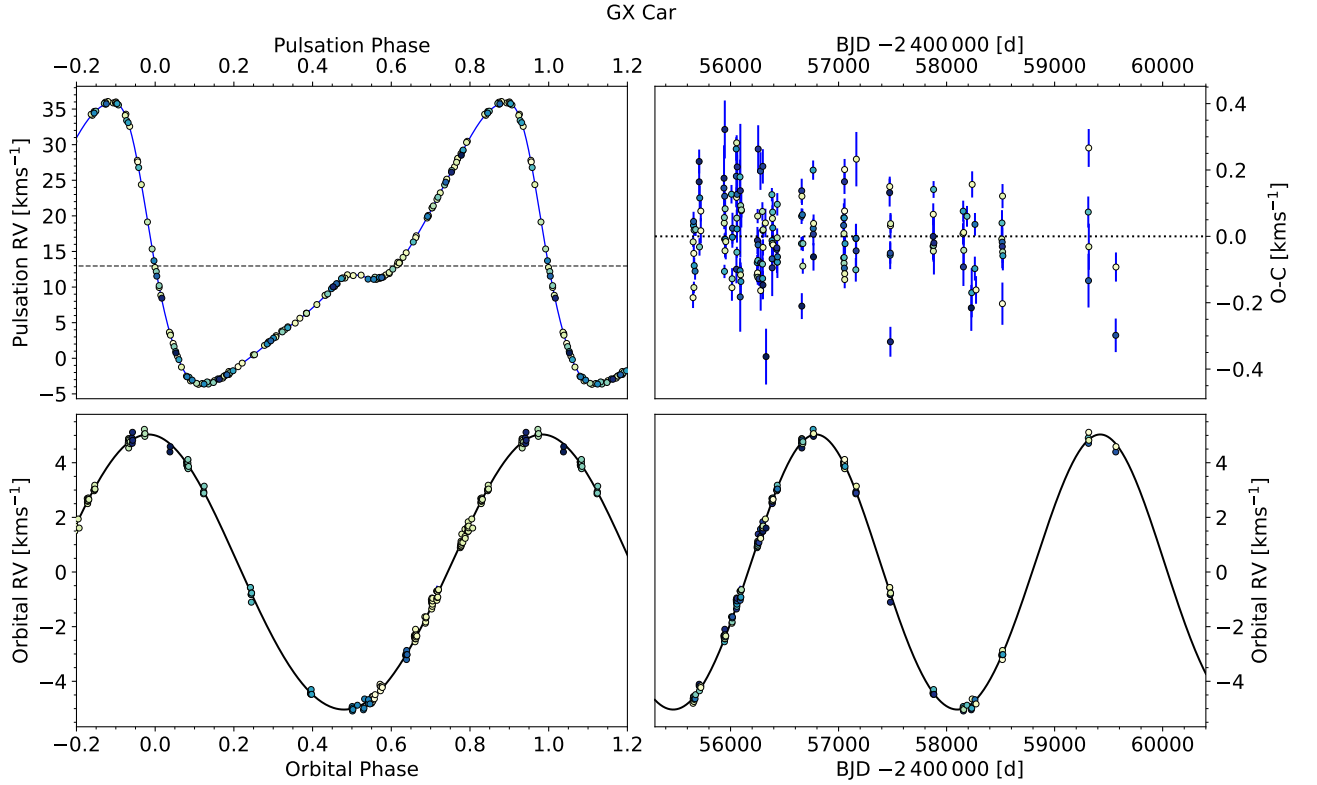 GX Car
Pulsation Phase
−0.2 0.0 0.2 0.4 0.6 0.8 1.0 1.2
BJD −2 400 000 [d]
56000 57000 58000 59000 60000
Pulsation RV [kms⁻¹]
35
30
25
20
15
10
5
0
−5
0.4
0.2
0.0
−0.2
−0.4
O-C [kms⁻¹]
Orbital RV [kms⁻¹]
4
2
0
−2
−4
4
2
0
−2
−4
Orbital RV [kms⁻¹]
−0.2 0.0 0.2 0.4 0.6 0.8 1.0 1.2
Orbital Phase
56000 57000 58000 59000 60000
BJD −2 400 000 [d]